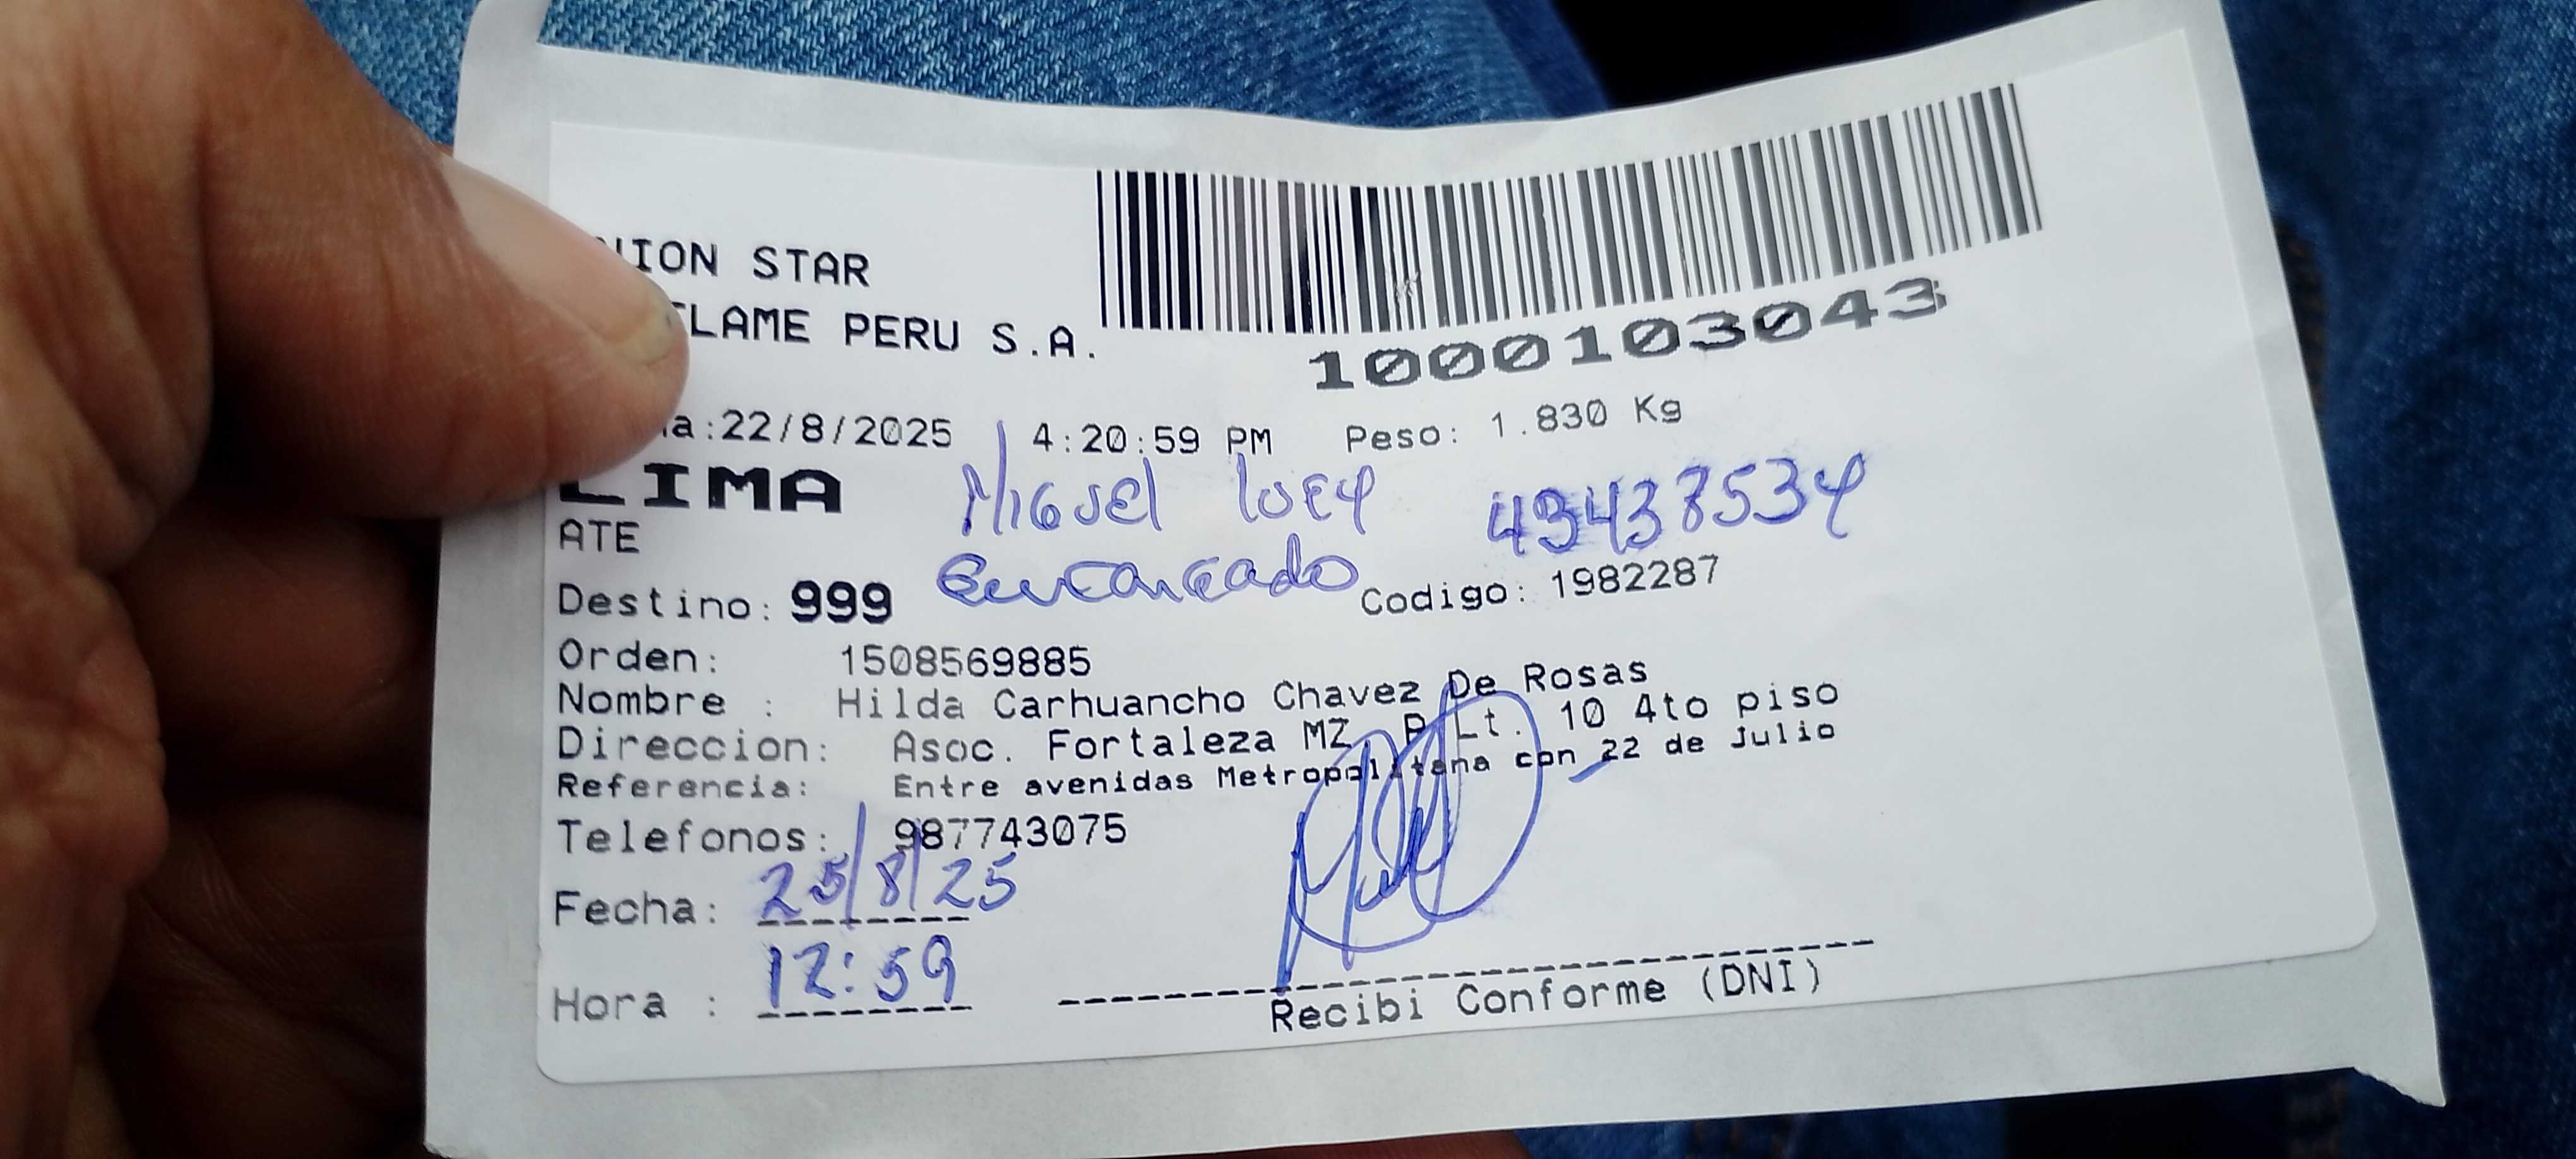 NION STAR
FLAME PERU S.A.
1000103043
a:22/8/2025 4:20:59 PM Peso: 1.830 Kg
LIMA
Miguel
ATE
Encargado
Destino: 999 Codigo: 1982287
Orden: 1508569885
Nombre : Hilda Carhuancho Chavez De Rosas
Direccion: Asoc. Fortaleza MZ. Lt. 10 4to piso
Referencia: Entre avenidas Metropolitana con 22 de Julio
Telefonos: 987743075
Fecha: 25/8/25
Hora : 12:59
Recibi Conforme (DNI)